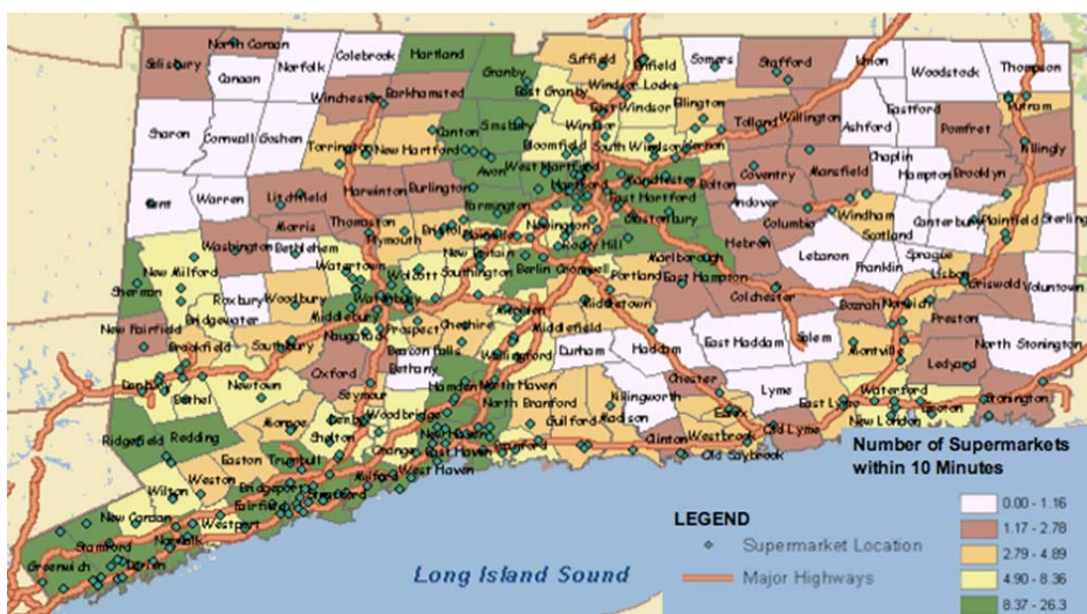 North Canaan
Hartland
Salisbury
Colebrook
Suffield
Enfield
Somers
Stafford
Union
Canaan
Norfolk
Granby
Woodstock
Thompson
Winchester
Barkhamsted
East Granby
Windsor Locks
East Windsor
Ellington
Putnam
Eastford
Sharon
Cornwall
Goshen
Canton
Simsbury
Windsor
Tolland
Willington
Ashford
Pomfret
Torrington
New Hartford
Bloomfield
South Windsor
Vernon
Killingly
Avon
West Hartford
Chaplin
Kent
Warren
Litchfield
Harwinton
Burlington
Hartford
Manchester
Coventry
Mansfield
Hampton
Brooklyn
Farmington
East Hartford
Bolton
Andover
Morris
Thomaston
Bristol
Plainville
Newington
Glastonbury
Columbia
Windham
Canterbury
Plainfield
Sterling
Washington
Bethlehem
Plymouth
New Britain
Rocky Hill
Hebron
Scotland
New Milford
Watertown
Wolcott
Southington
Berlin
Cromwell
Marlborough
Lebanon
Sprague
Lisbon
Sherman
Roxbury
Woodbury
Waterbury
Portland
East Hampton
Franklin
Griswold
Voluntown
Bridgewater
Middlebury
Cheshire
Meriden
Middletown
Colchester
Bozrah
Norwich
New Fairfield
Brookfield
Southbury
Naugatuck
Prospect
Middlefield
Preston
Beacon Falls
Wallingford
Durham
Haddam
East Haddam
Salem
Montville
North Stonington
Danbury
Newtown
Oxford
Bethany
Ledyard
Bethel
Seymour
Hamden
North Haven
Killingworth
Chester
Lyme
Waterford
Ridgefield
Redding
Monroe
Derby
Woodbridge
North Branford
Guilford
Madison
Essex
East Lyme
New London
Groton
Stonington
Shelton
New Haven
Westbrook
Old Lyme
Easton
Trumbull
Orange
East Haven
Branford
Clinton
Old Saybrook
Weston
Bridgeport
Milford
West Haven
Wilton
Fairfield
Stratford
New Canaan
Westport
Stamford
Norwalk
Greenwich
Darien
Long Island Sound
LEGEND
Supermarket Location
Major Highways
Number of Supermarkets
within 10 Minutes
0.00 - 1.16
1.17 - 2.78
2.79 - 4.89
4.90 - 8.36
8.37 - 26.3